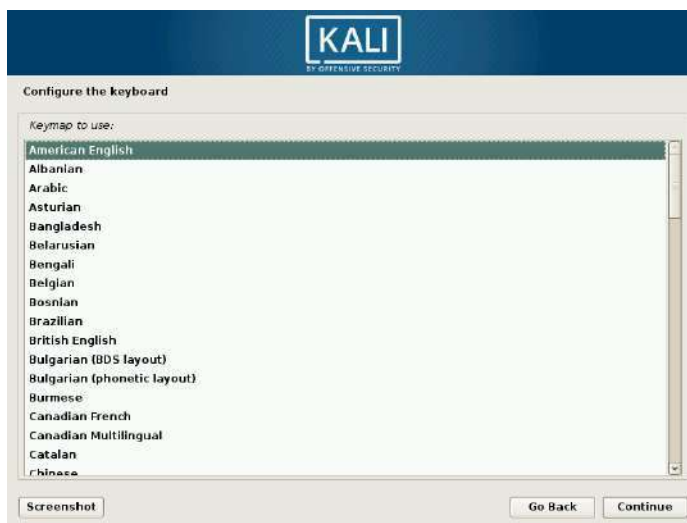 KALI
BY OFFENSIVE SECURITY
Configure the keyboard
Keymap to use:
American English
Albanian
Arabic
Asturian
Bangladesh
Belarusian
Bengali
Belgian
Bosnian
Brazilian
British English
Bulgarian (BDS layout)
Bulgarian (phonetic layout)
Burmese
Canadian French
Canadian Multilingual
Catalan
Chinese
Screenshot
Go Back
Continue